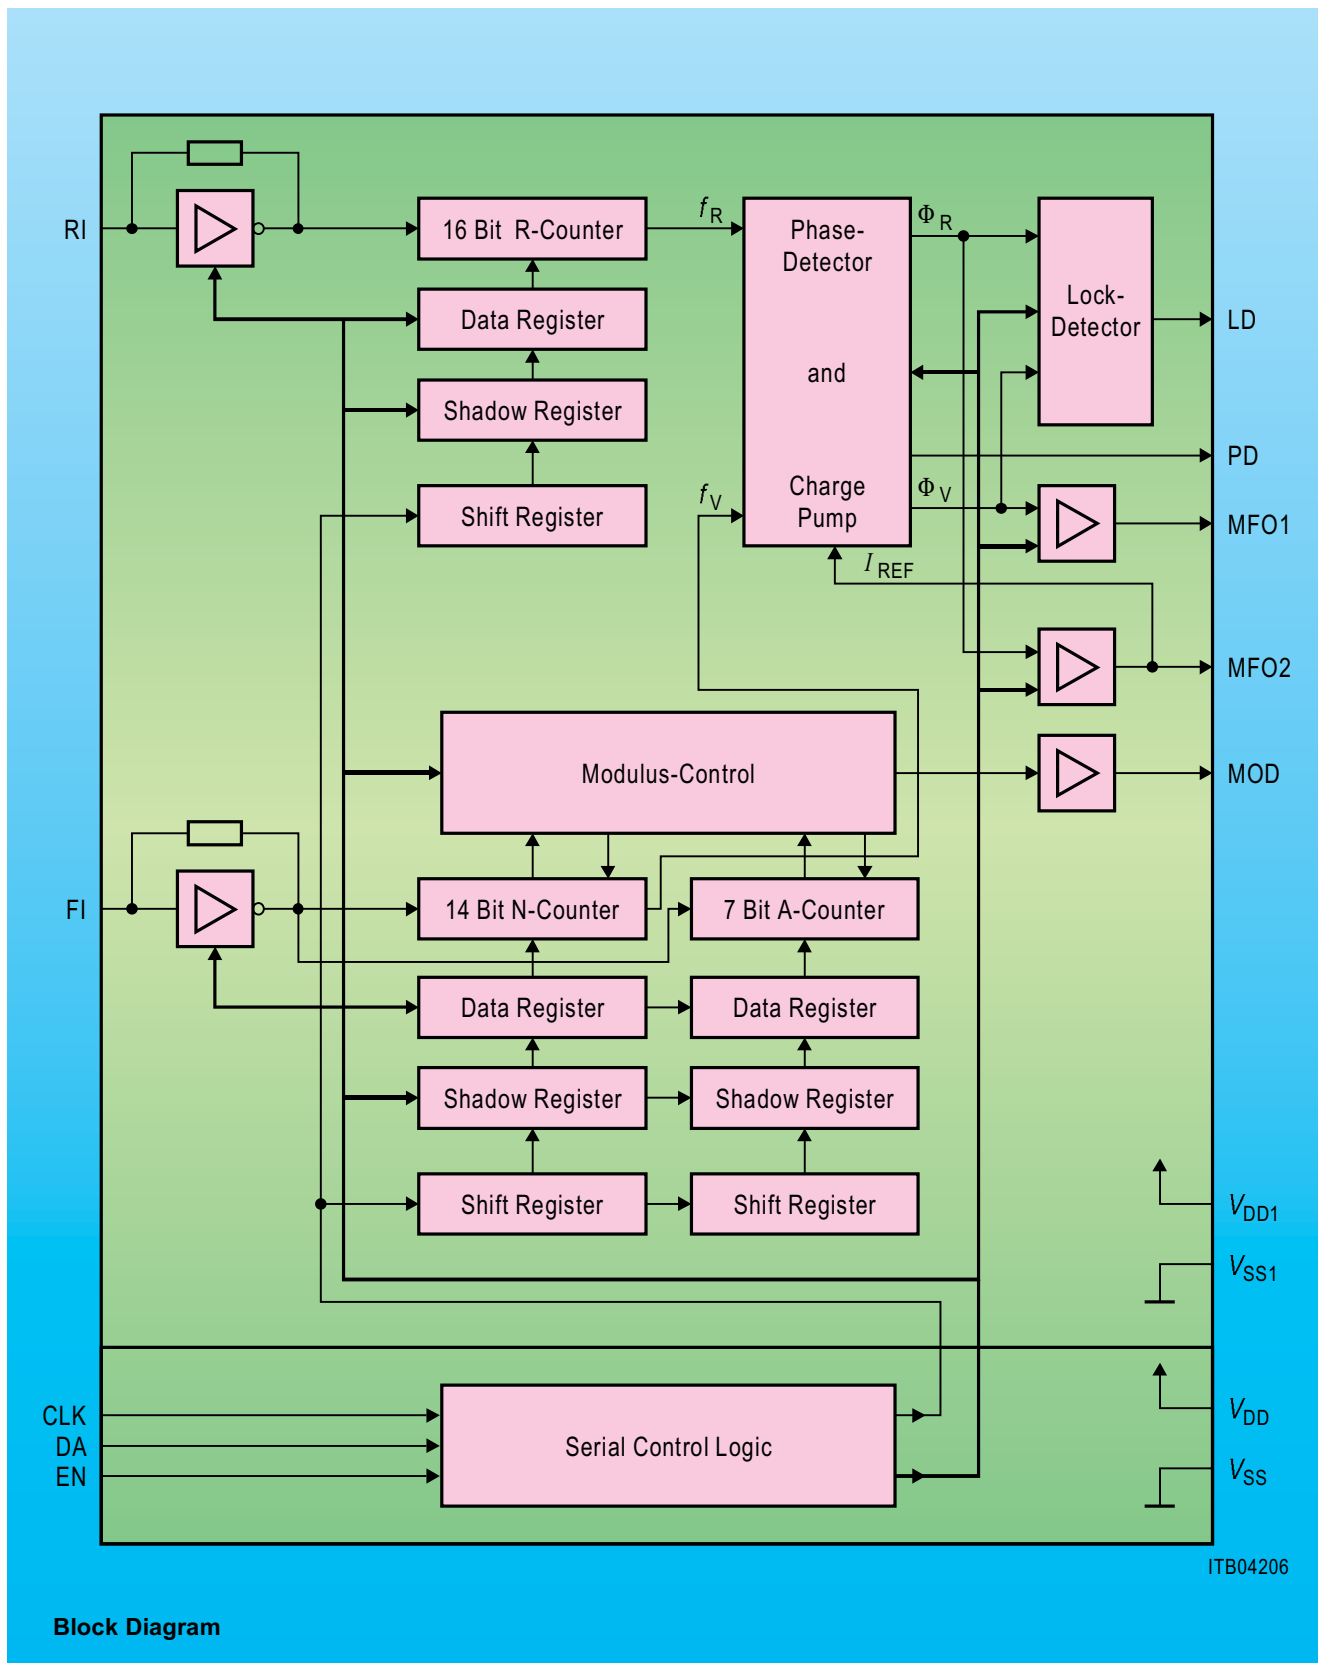 RI
16 Bit R-Counter
Data Register
Shadow Register
Shift Register
fR
fV
Phase-
Detector
and
Charge
Pump
ΦR
ΦV
IREF
Lock-
Detector
LD
PD
MFO1
MFO2
MOD
Modulus-Control
FI
14 Bit N-Counter
7 Bit A-Counter
Data Register
Data Register
Shadow Register
Shadow Register
Shift Register
Shift Register
VDD1
VSS1
CLK
DA
EN
Serial Control Logic
VDD
VSS
ITB04206
Block Diagram